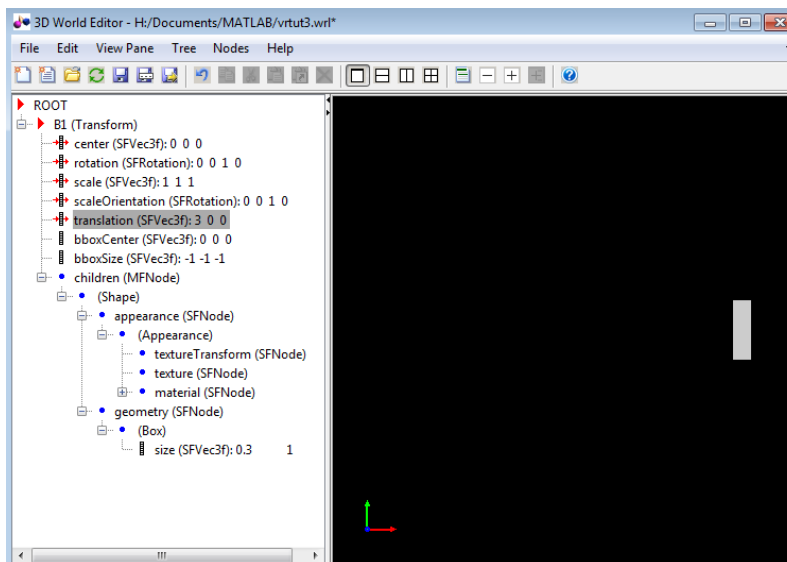 3D World Editor - H:/Documents/MATLAB/vrtut3.wrl*
File Edit View Pane Tree Nodes Help
ROOT
B1 (Transform)
center (SFVec3f): 0 0 0
rotation (SFRotation): 0 0 1 0
scale (SFVec3f): 1 1 1
scaleOrientation (SFRotation): 0 0 1 0
translation (SFVec3f): 3 0 0
bboxCenter (SFVec3f): 0 0 0
bboxSize (SFVec3f): -1 -1 -1
children (MFNode)
(Shape)
appearance (SFNode)
(Appearance)
textureTransform (SFNode)
texture (SFNode)
material (SFNode)
geometry (SFNode)
(Box)
size (SFVec3f): 0.3 1